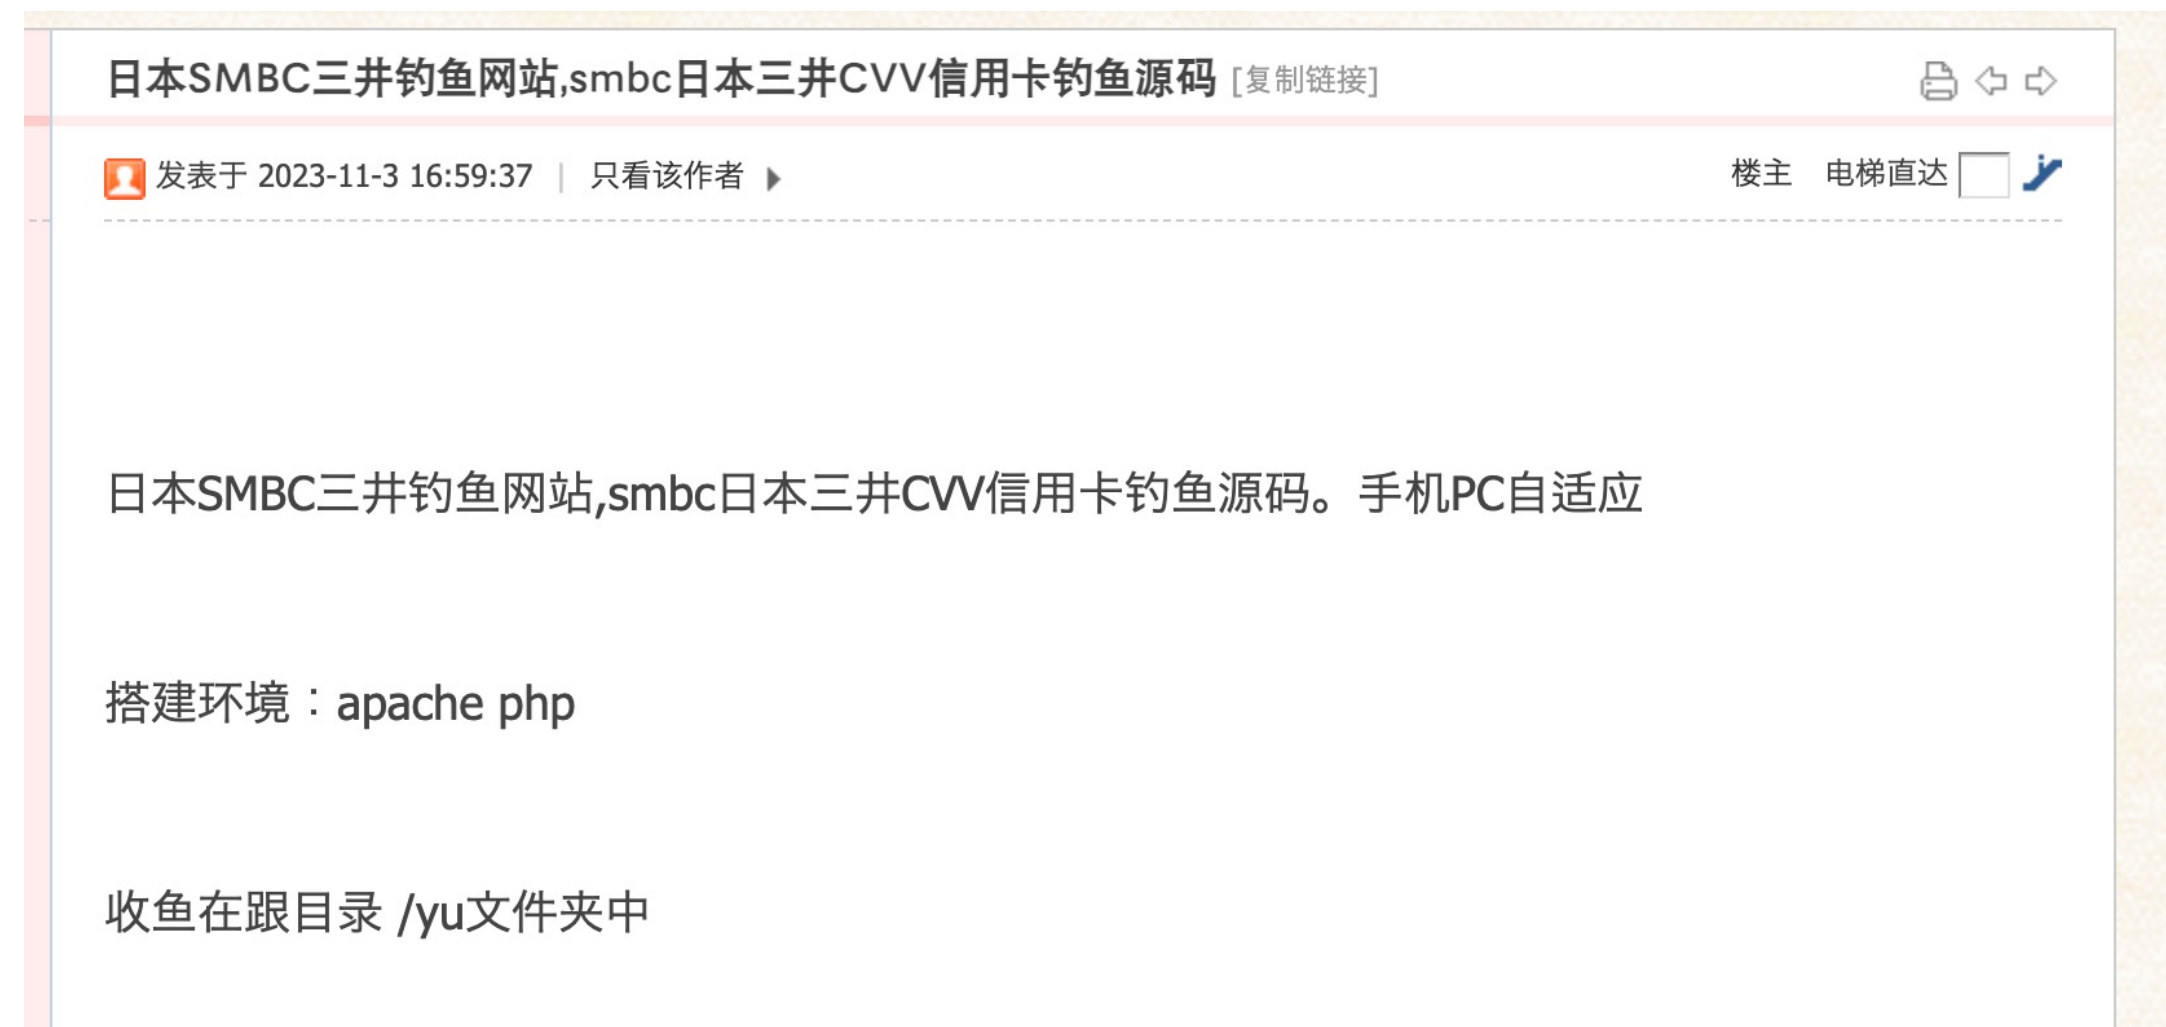 日本SMBC三井钓鱼网站,smbc日本三井CVV信用卡钓鱼源码 [复制链接]
发表于 2023-11-3 16:59:37 | 只看该作者
楼主 电梯直达
日本SMBC三井钓鱼网站,smbc日本三井CVV信用卡钓鱼源码。手机PC自适应
搭建环境：apache php
收鱼在跟目录 /yu文件夹中